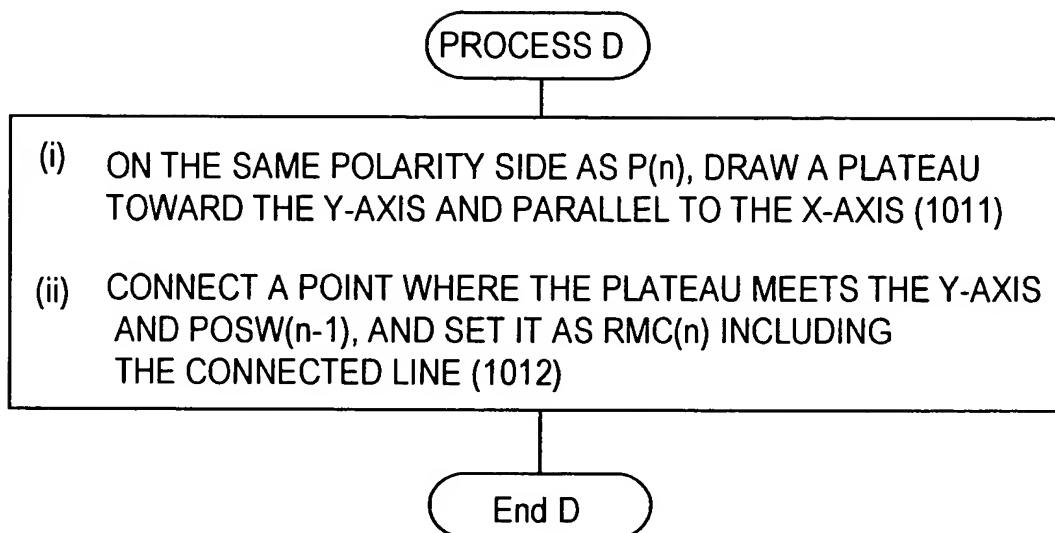 PROCESS D
(i) ON THE SAME POLARITY SIDE AS P(n), DRAW A PLATEAU
TOWARD THE Y-AXIS AND PARALLEL TO THE X-AXIS (1011)
(ii) CONNECT A POINT WHERE THE PLATEAU MEETS THE Y-AXIS
AND POSW(n-1), AND SET IT AS RMC(n) INCLUDING
THE CONNECTED LINE (1012)
End D